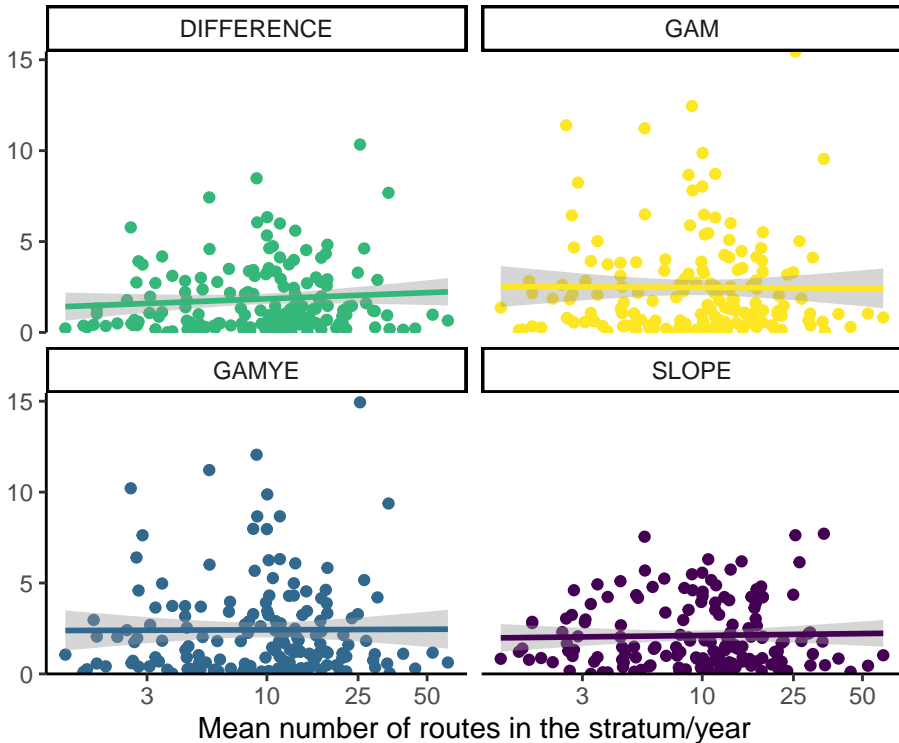 DIFFERENCE GAM
15
10
5
0
GAMYE SLOPE
15
10
5
0
3 10 25 50 3 10 25 50
Mean number of routes in the stratum/year